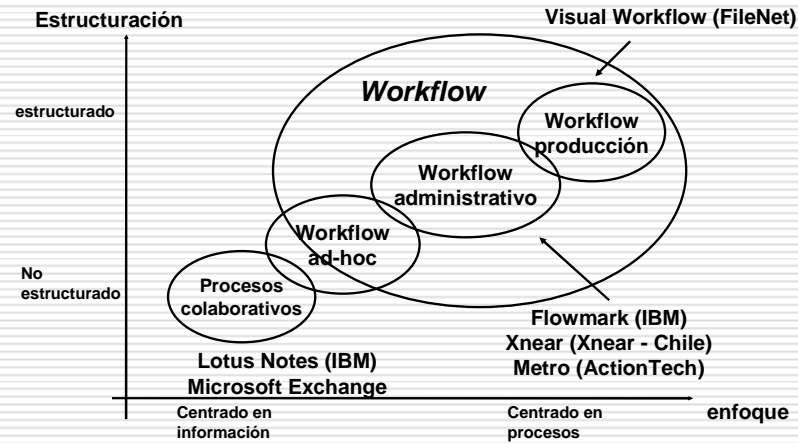 Estructuración
Visual Workflow (FileNet)
estructurado
Workflow
Workflow
producción
Workflow
administrativo
Workflow
ad-hoc
No
estructurado
Procesos
colaborativos
Flowmark (IBM)
Xnear (Xnear - Chile)
Metro (ActionTech)
Lotus Notes (IBM)
Microsoft Exchange
Centrado en
información
Centrado en
procesos
enfoque